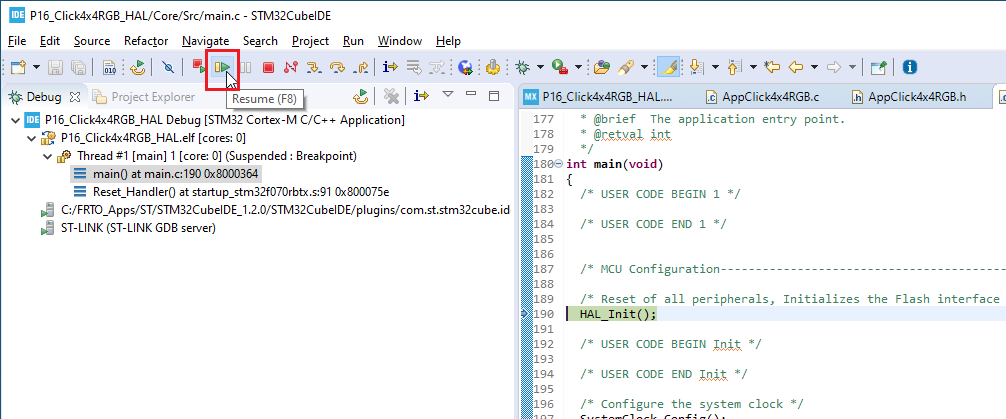 IDE P16_Click4x4RGB_HAL/Core/Src/main.c - STM32CubeIDE
File Edit Source Refactor Navigate Search Project Run Window Help
010
Resume (F8)
Debug Project Explorer
MX P16_Click4x4RGB_HAL.... .c AppClick4x4RGB.c .h AppClick4x4RGB.h
IDE P16_Click4x4RGB_HAL Debug [STM32 Cortex-M C/C++ Application]
P16_Click4x4RGB_HAL.elf [cores: 0]
Thread #1 [main] 1 [core: 0] (Suspended : Breakpoint)
main() at main.c:190 0x8000364
Reset_Handler() at startup_stm32f070rbtx.s:91 0x800075e
C:/FRTO_Apps/ST/STM32CubeIDE_1.2.0/STM32CubeIDE/plugins/com.st.stm32cube.id
ST-LINK (ST-LINK GDB server)
177 * @brief The application entry point.
178 * @retval int
179 */
180 int main(void)
181 {
182 /* USER CODE BEGIN 1 */
183
184 /* USER CODE END 1 */
185
186
187 /* MCU Configuration----------------------------------------
188
189 /* Reset of all peripherals, Initializes the Flash interface
190 HAL_Init();
191
192 /* USER CODE BEGIN Init */
193
194 /* USER CODE END Init */
195
196 /* Configure the system clock */
197 SystemClock_Config();